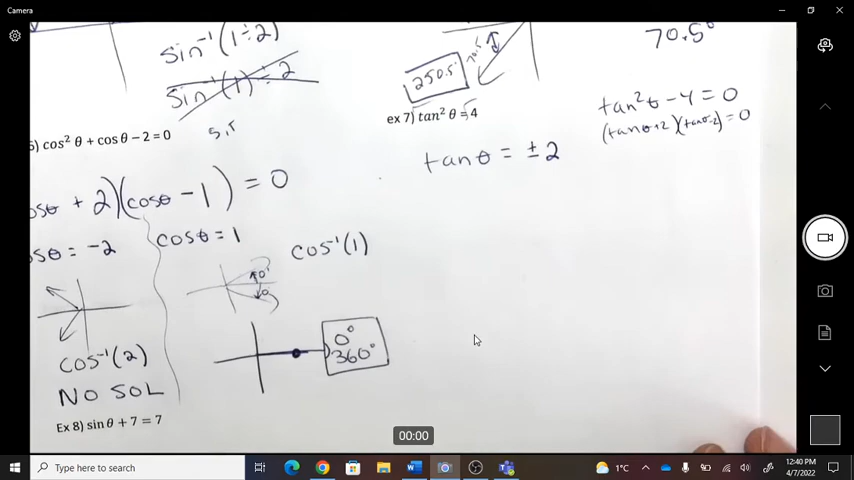 Camera
sin⁻¹(1÷2)
sin⁻¹(1)÷2
5,5
) cos² θ + cos θ − 2 = 0
θ + 2)(cosθ − 1) = 0
θ = −2
cosθ = 1
cos⁻¹(1)
cos⁻¹(2)
NO SOL
0°
360°
Ex 8) sin θ + 7 = 7
70.5°
70.5
250.5°
ex 7) tan² θ = 4
tan²θ − 4 = 0
(tanθ+2)(tanθ−2) = 0
tanθ = ±2
00:00
Type here to search
1°C
12:40 PM
4/7/2022